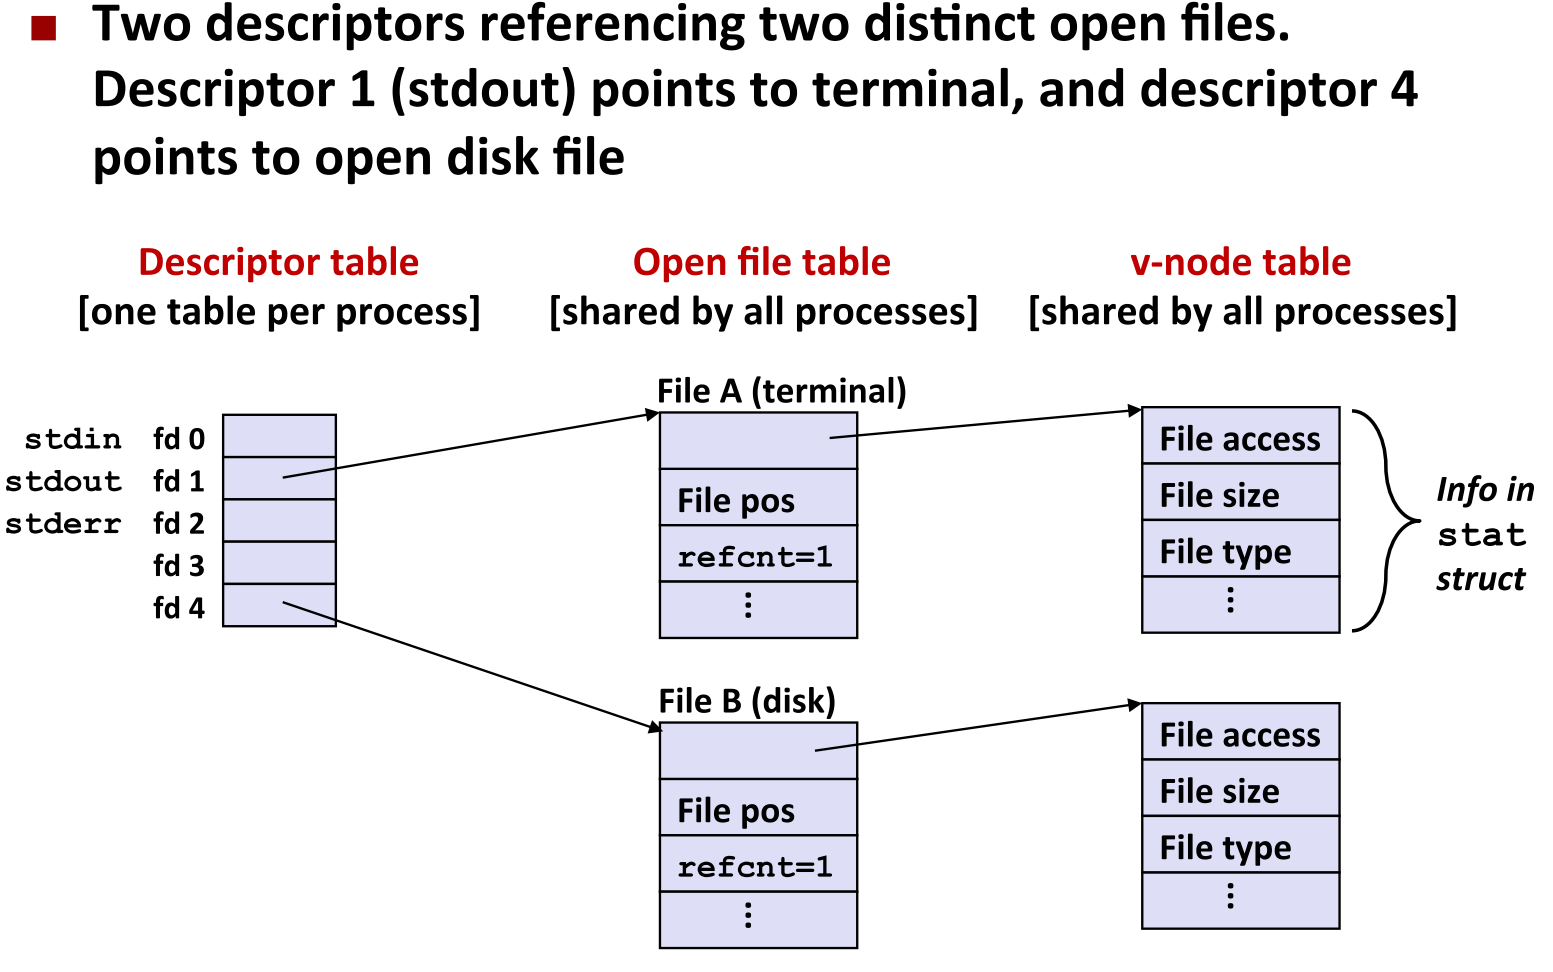 Two descriptors referencing two distinct open files.
Descriptor 1 (stdout) points to terminal, and descriptor 4
points to open disk file
Descriptor table
[one table per process]
Open file table
[shared by all processes]
v-node table
[shared by all processes]
stdin fd 0
stdout fd 1
stderr fd 2
fd 3
fd 4
File A (terminal)
File pos
refcnt=1
⋮
File access
File size
File type
⋮
Info in
stat
struct
File B (disk)
File pos
refcnt=1
⋮
File access
File size
File type
⋮